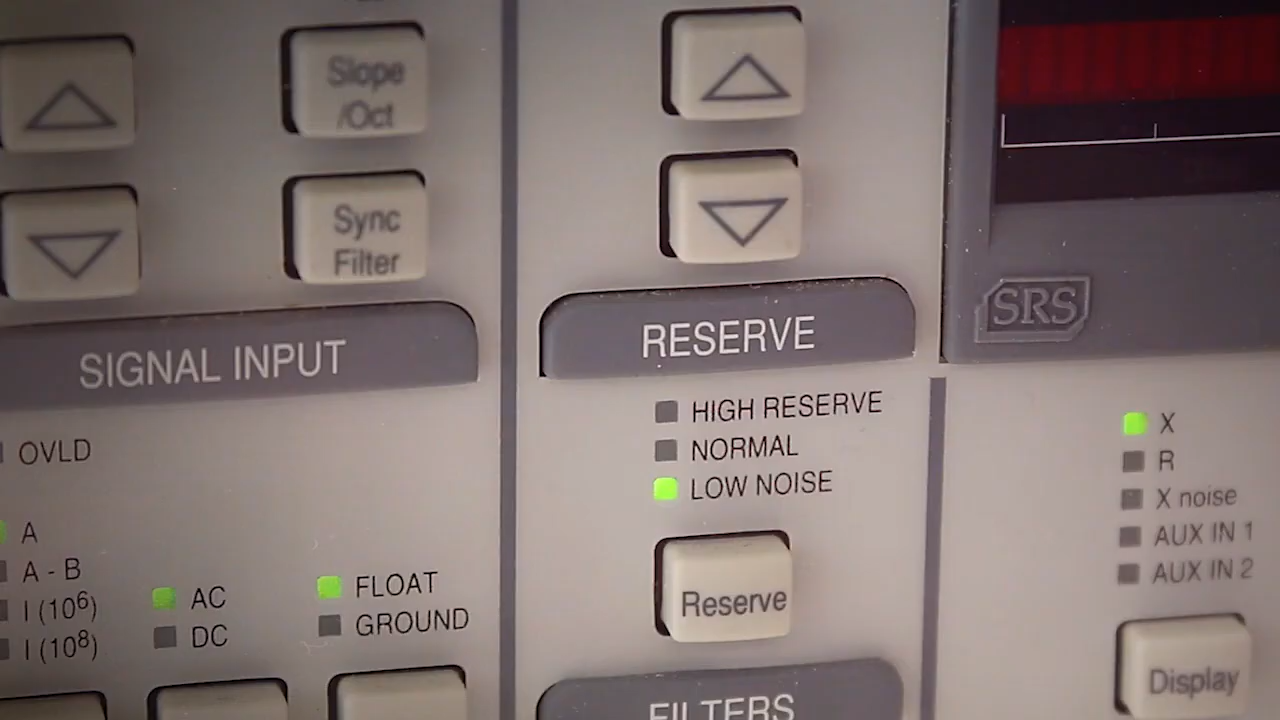 Slope
/Oct
Sync
Filter
SIGNAL INPUT
OVLD
A
A - B
I (10⁶)
I (10⁸)
AC
DC
FLOAT
GROUND
RESERVE
HIGH RESERVE
NORMAL
LOW NOISE
Reserve
FILTERS
SRS
X
R
X noise
AUX IN 1
AUX IN 2
Display